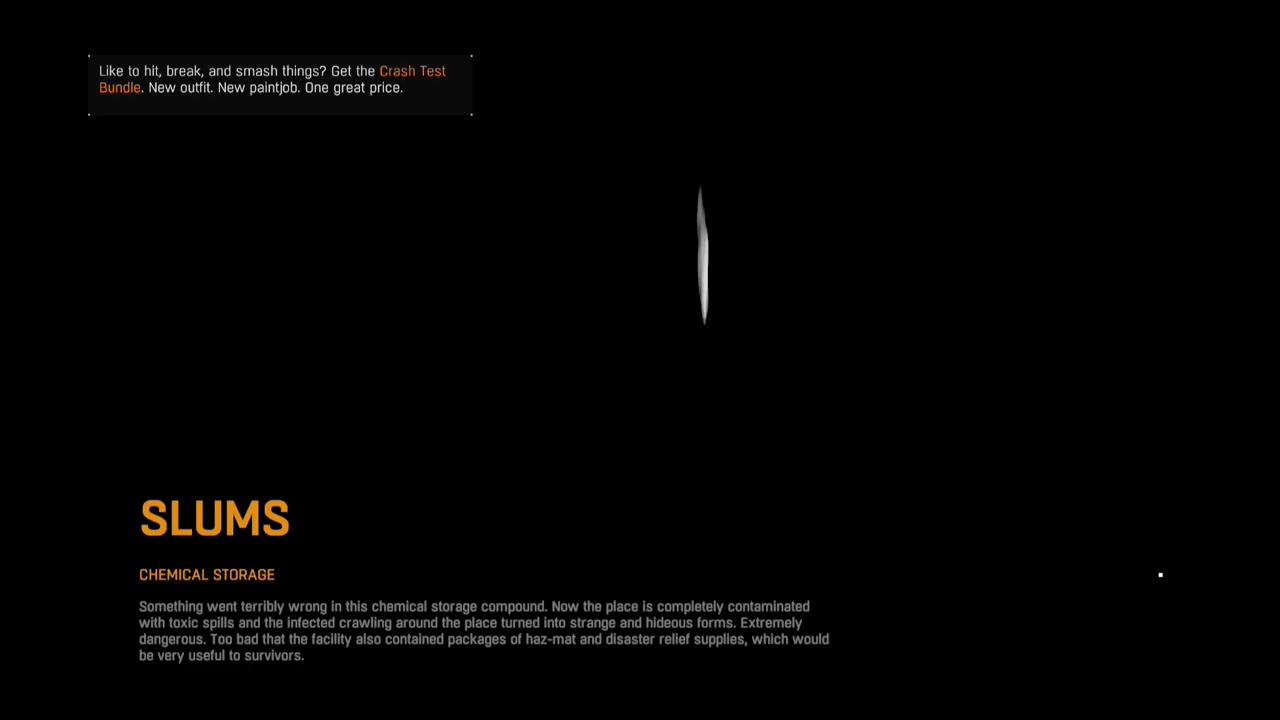 Like to hit, break, and smash things? Get the Crash Test
Bundle. New outfit. New paintjob. One great price.
SLUMS
CHEMICAL STORAGE
Something went terribly wrong in this chemical storage compound. Now the place is completely contaminated
with toxic spills and the infected crawling around the place turned into strange and hideous forms. Extremely
dangerous. Too bad that the facility also contained packages of haz-mat and disaster relief supplies, which would
be very useful to survivors.